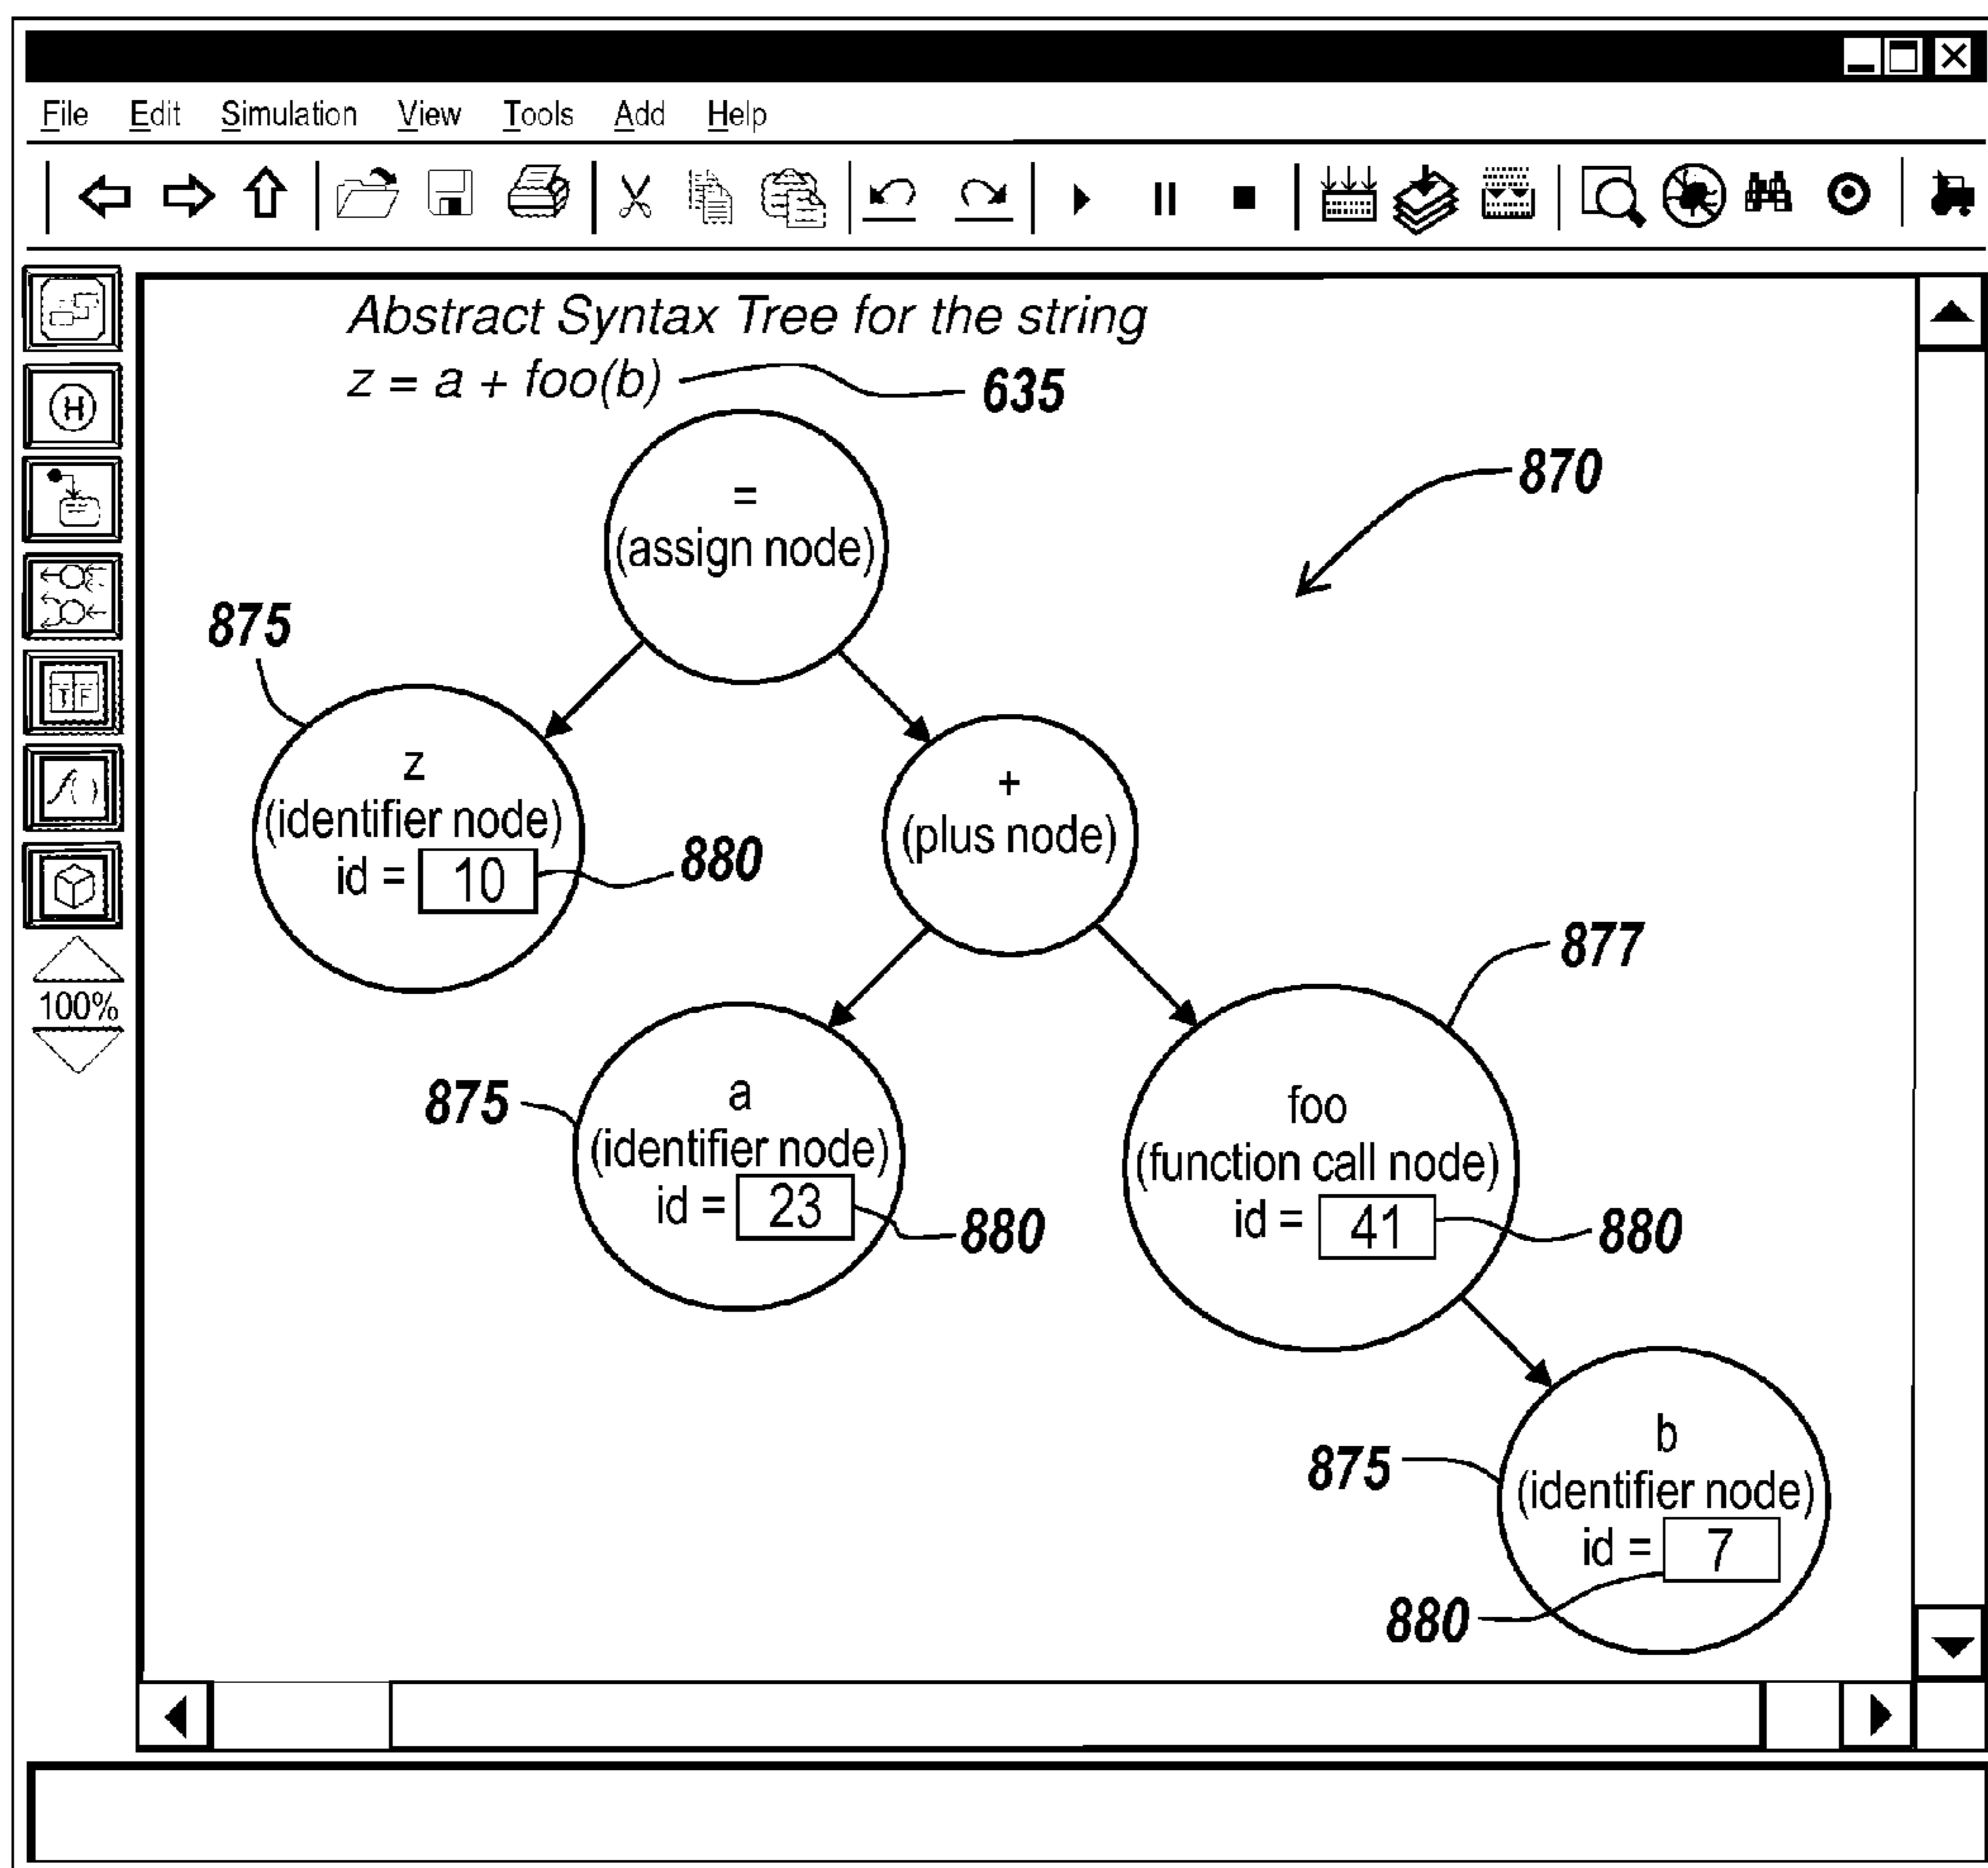 File Edit Simulation View Tools Add Help
Abstract Syntax Tree for the string
z = a + foo(b)
635
870
=
(assign node)
875
z
(identifier node)
id = 10
880
+
(plus node)
877
875
a
(identifier node)
id = 23
880
foo
(function call node)
id = 41
880
875
b
(identifier node)
id = 7
880
H
T F
f()
100%